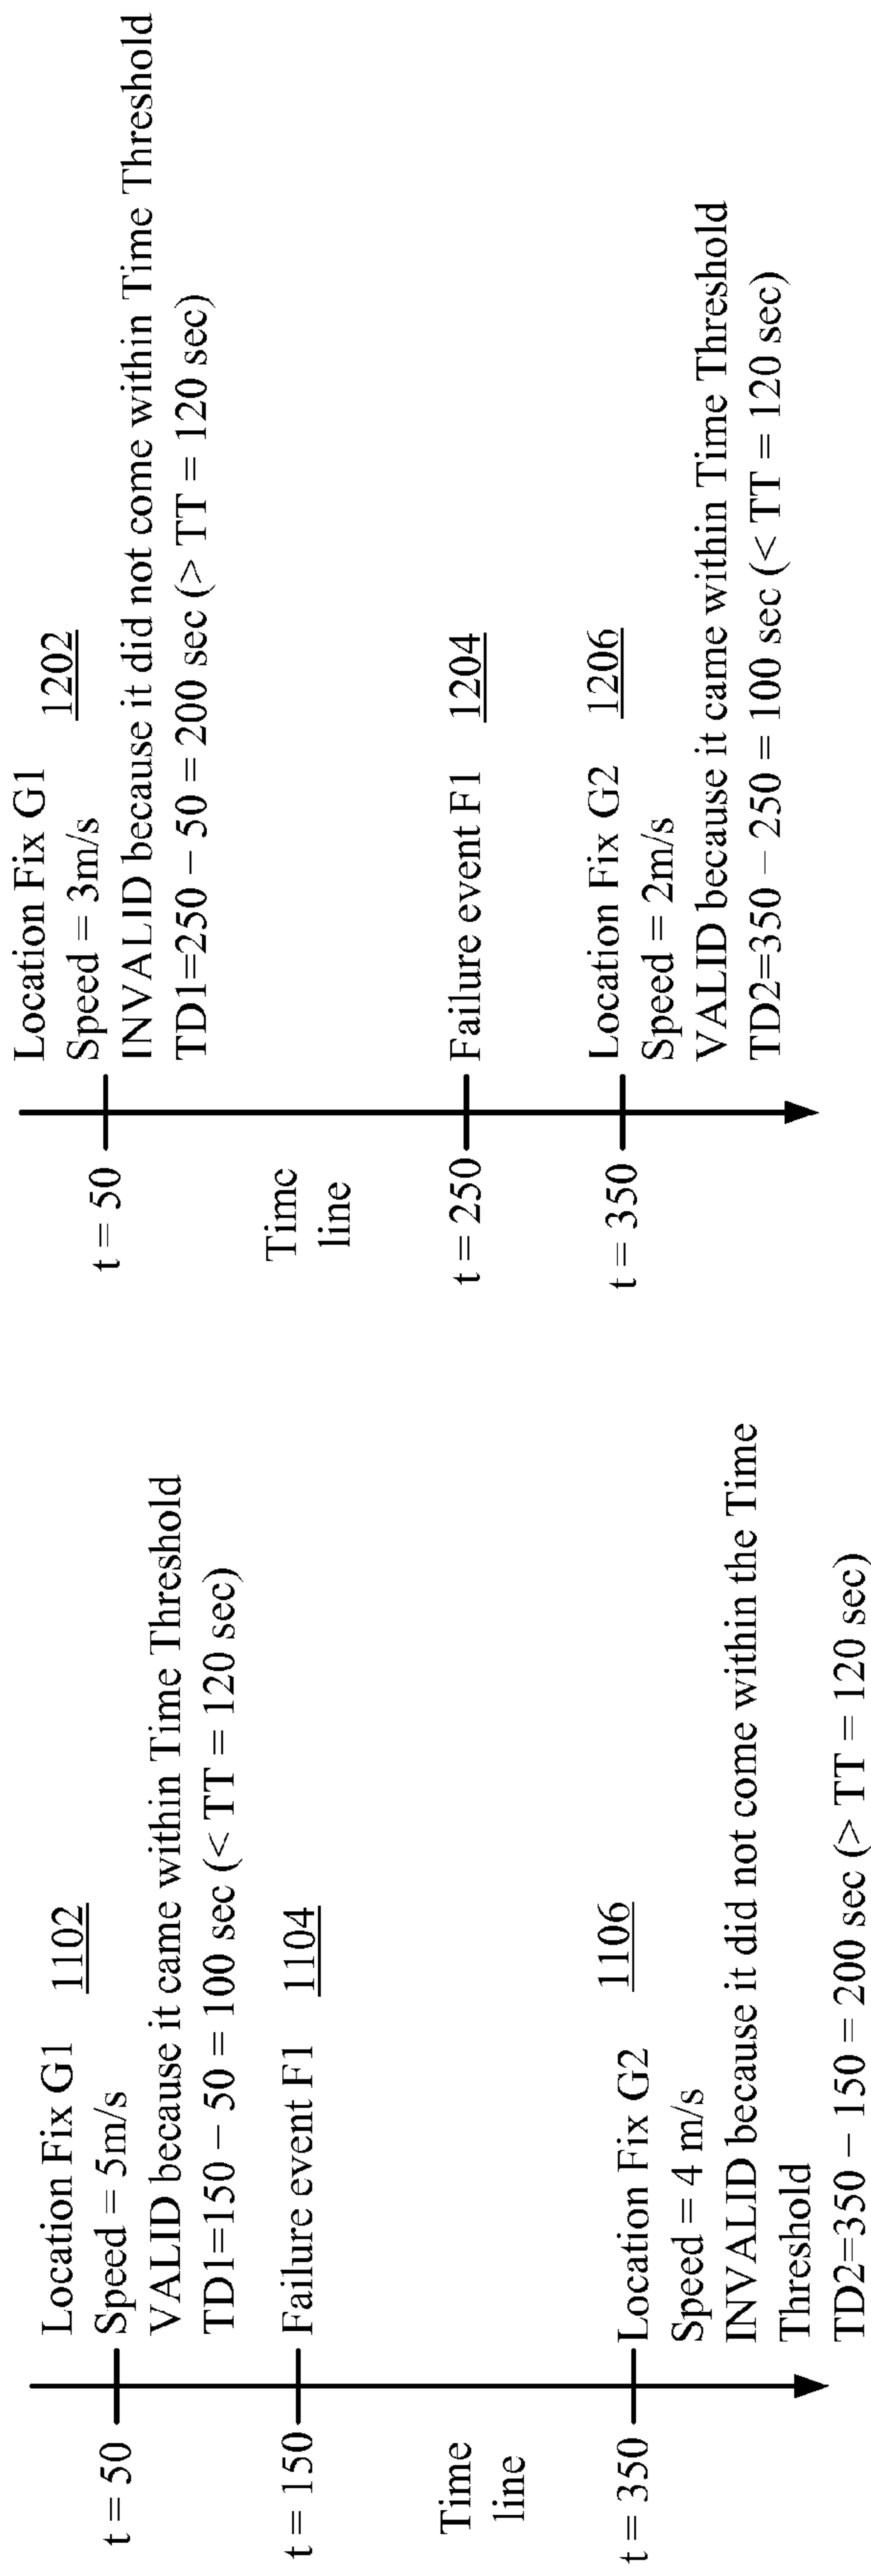 Location Fix G1
1102
t = 50
Speed = 5m/s
VALID because it came within Time Threshold
TD1=150 – 50 = 100 sec (< TT = 120 sec)
t = 150
Failure event F1
1104
Time
line
1106
t = 350
Location Fix G2
Speed = 4 m/s
INVALID because it did not come within the Time
Threshold
TD2=350 – 150 = 200 sec (> TT = 120 sec)
Location Fix G1
1202
t = 50
Speed = 3m/s
INVALID because it did not come within Time Threshold
TD1=250 – 50 = 200 sec (> TT = 120 sec)
Time
line
t = 250
Failure event F1
1204
Location Fix G2
1206
t = 350
Speed = 2m/s
VALID because it came within Time Threshold
TD2=350 – 250 = 100 sec (< TT = 120 sec)